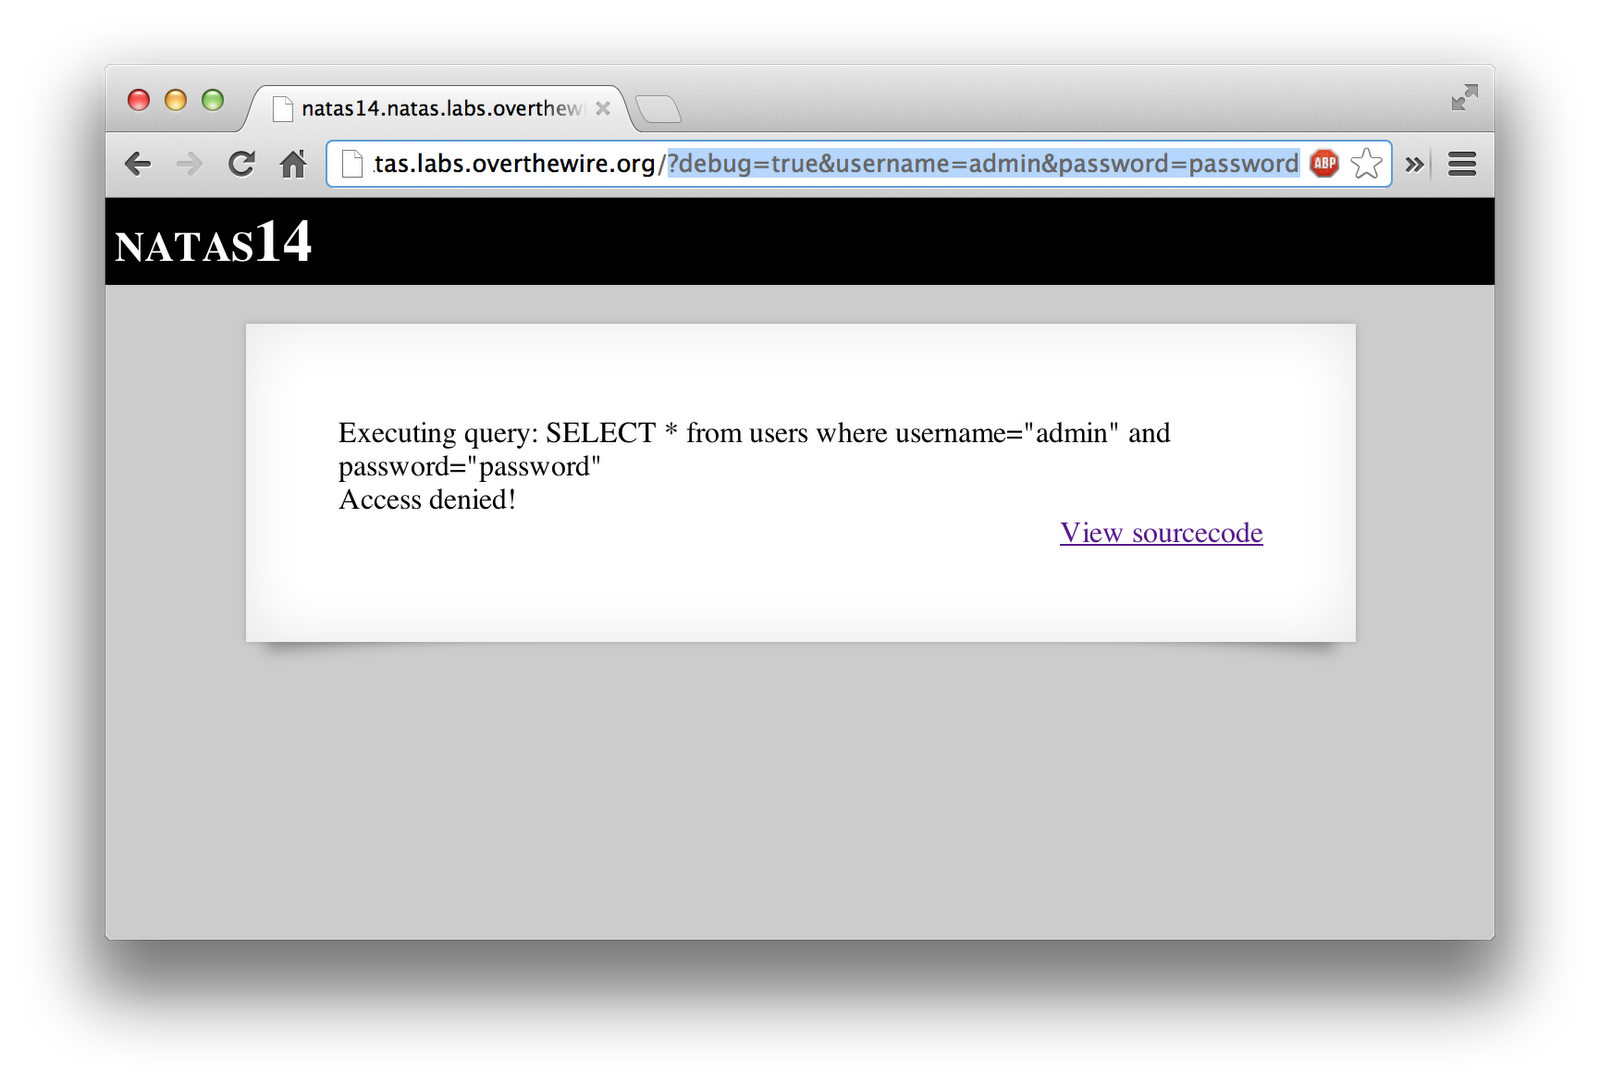 natas14.natas.labs.overthewi
.tas.labs.overthewire.org/?debug=true&username=admin&password=password
ABP
NATAS14
Executing query: SELECT * from users where username="admin" and
password="password"
Access denied!
View sourcecode